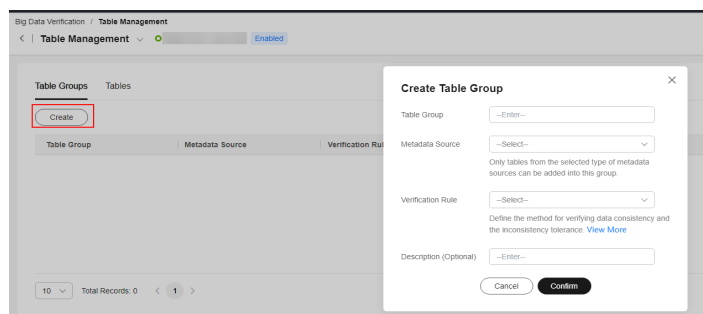 Big Data Verification / Table Management
Table Management
Enabled
Table Groups Tables
Create
Table Group Metadata Source Verification Rul
10 Total Records: 0 1
Create Table Group
Table Group --Enter--
Metadata Source --Select--
Only tables from the selected type of metadata
sources can be added into this group.
Verification Rule --Select--
Define the method for verifying data consistency and
the inconsistency tolerance. View More
Description (Optional) --Enter--
Cancel Confirm